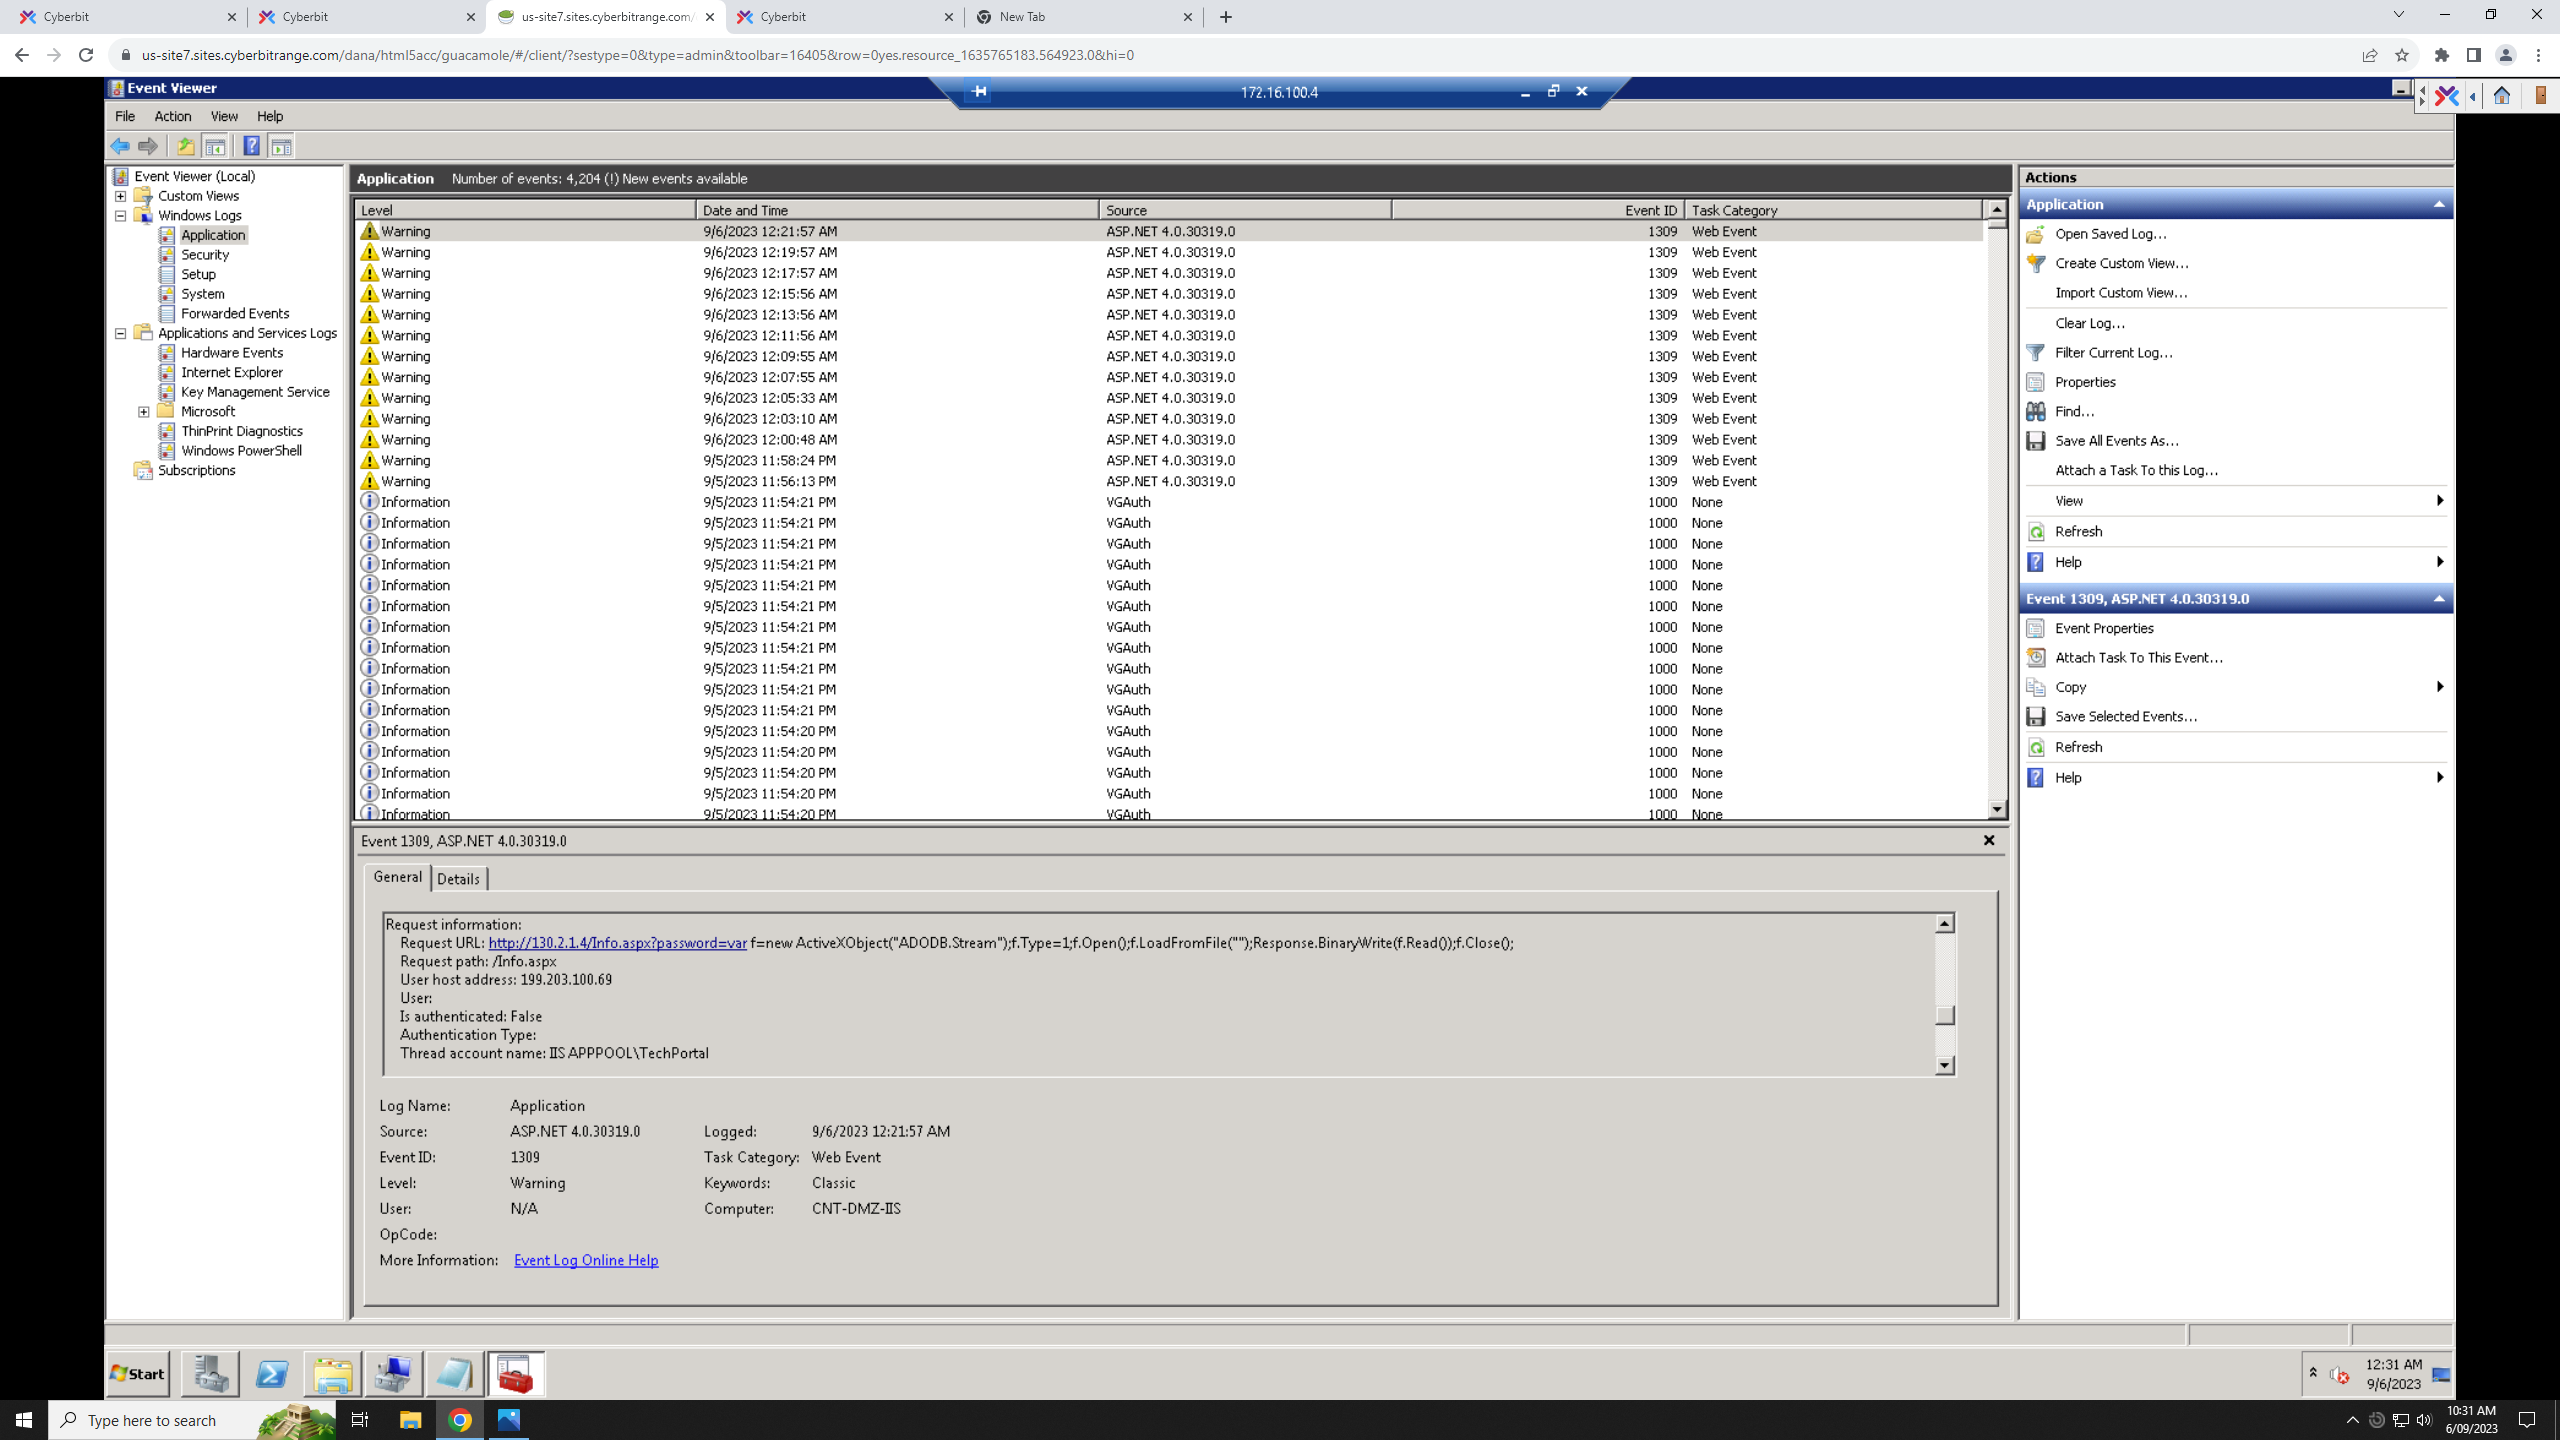 Cyberbit
Cyberbit
us-site7.sites.cyberbitrange.com/
Cyberbit
New Tab
us-site7.sites.cyberbitrange.com/dana/html5acc/guacamole/#/client/?sestype=0&type=admin&toolbar=16405&row=0yes.resource_1635765183.564923.0&hi=0
Event Viewer
172.16.100.4
File Action View Help
Event Viewer (Local)
Custom Views
Windows Logs
Application
Security
Setup
System
Forwarded Events
Applications and Services Logs
Hardware Events
Internet Explorer
Key Management Service
Microsoft
ThinPrint Diagnostics
Windows PowerShell
Subscriptions
Application Number of events: 4,204 (!) New events available
Level Date and Time Source Event ID Task Category
Warning 9/6/2023 12:21:57 AM ASP.NET 4.0.30319.0 1309 Web Event
Warning 9/6/2023 12:19:57 AM ASP.NET 4.0.30319.0 1309 Web Event
Warning 9/6/2023 12:17:57 AM ASP.NET 4.0.30319.0 1309 Web Event
Warning 9/6/2023 12:15:56 AM ASP.NET 4.0.30319.0 1309 Web Event
Warning 9/6/2023 12:13:56 AM ASP.NET 4.0.30319.0 1309 Web Event
Warning 9/6/2023 12:11:56 AM ASP.NET 4.0.30319.0 1309 Web Event
Warning 9/6/2023 12:09:55 AM ASP.NET 4.0.30319.0 1309 Web Event
Warning 9/6/2023 12:07:55 AM ASP.NET 4.0.30319.0 1309 Web Event
Warning 9/6/2023 12:05:33 AM ASP.NET 4.0.30319.0 1309 Web Event
Warning 9/6/2023 12:03:10 AM ASP.NET 4.0.30319.0 1309 Web Event
Warning 9/6/2023 12:00:48 AM ASP.NET 4.0.30319.0 1309 Web Event
Warning 9/5/2023 11:58:24 PM ASP.NET 4.0.30319.0 1309 Web Event
Warning 9/5/2023 11:56:13 PM ASP.NET 4.0.30319.0 1309 Web Event
Information 9/5/2023 11:54:21 PM VGAuth 1000 None
Information 9/5/2023 11:54:21 PM VGAuth 1000 None
Information 9/5/2023 11:54:21 PM VGAuth 1000 None
Information 9/5/2023 11:54:21 PM VGAuth 1000 None
Information 9/5/2023 11:54:21 PM VGAuth 1000 None
Information 9/5/2023 11:54:21 PM VGAuth 1000 None
Information 9/5/2023 11:54:21 PM VGAuth 1000 None
Information 9/5/2023 11:54:21 PM VGAuth 1000 None
Information 9/5/2023 11:54:21 PM VGAuth 1000 None
Information 9/5/2023 11:54:21 PM VGAuth 1000 None
Information 9/5/2023 11:54:21 PM VGAuth 1000 None
Information 9/5/2023 11:54:20 PM VGAuth 1000 None
Information 9/5/2023 11:54:20 PM VGAuth 1000 None
Information 9/5/2023 11:54:20 PM VGAuth 1000 None
Information 9/5/2023 11:54:20 PM VGAuth 1000 None
Information 9/5/2023 11:54:20 PM VGAuth 1000 None
Event 1309, ASP.NET 4.0.30319.0
General Details
Request information:
Request URL: http://130.2.1.4/Info.aspx?password=var f=new ActiveXObject("ADODB.Stream");f.Type=1;f.Open();f.LoadFromFile("");Response.BinaryWrite(f.Read());f.Close();
Request path: /Info.aspx
User host address: 199.203.100.69
User:
Is authenticated: False
Authentication Type:
Thread account name: IIS APPPOOL\TechPortal
Log Name: Application
Source: ASP.NET 4.0.30319.0 Logged: 9/6/2023 12:21:57 AM
Event ID: 1309 Task Category: Web Event
Level: Warning Keywords: Classic
User: N/A Computer: CNT-DMZ-IIS
OpCode:
More Information: Event Log Online Help
Actions
Application
Open Saved Log...
Create Custom View...
Import Custom View...
Clear Log...
Filter Current Log...
Properties
Find...
Save All Events As...
Attach a Task To this Log...
View
Refresh
Help
Event 1309, ASP.NET 4.0.30319.0
Event Properties
Attach Task To This Event...
Copy
Save Selected Events...
Refresh
Help
Start
12:31 AM
9/6/2023
Type here to search
10:31 AM
6/09/2023